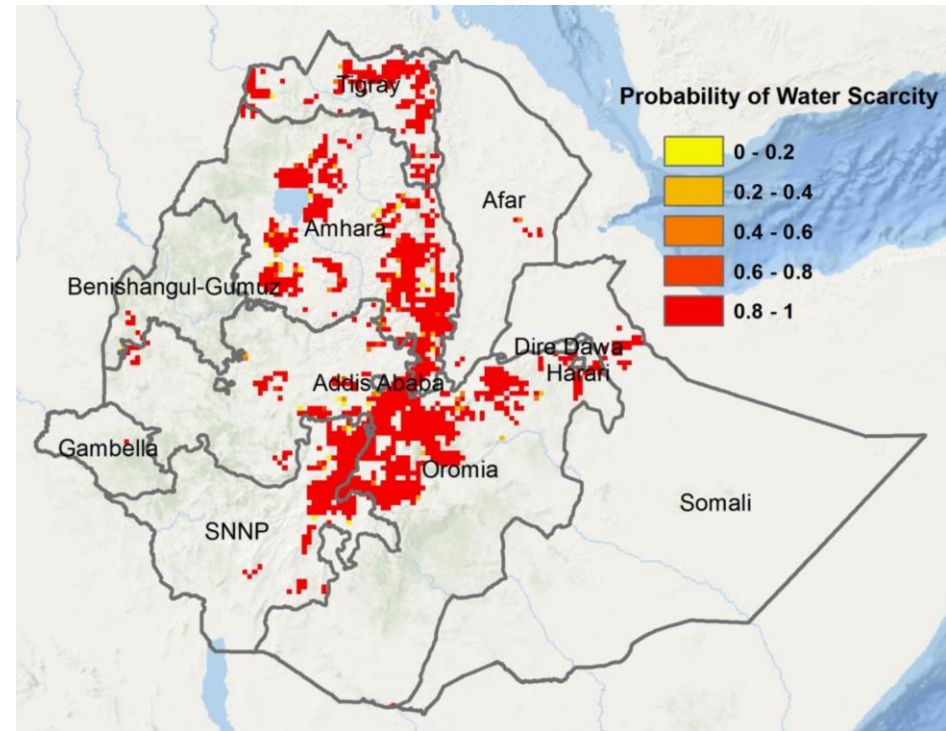 Tigray
Probability of Water Scarcity
0 - 0.2
0.2 - 0.4
0.4 - 0.6
0.6 - 0.8
0.8 - 1
Afar
Amhara
Benishangul-Gumuz
Dire Dawa
Harari
Addis Ababa
Gambella
Oromia
Somali
SNNP